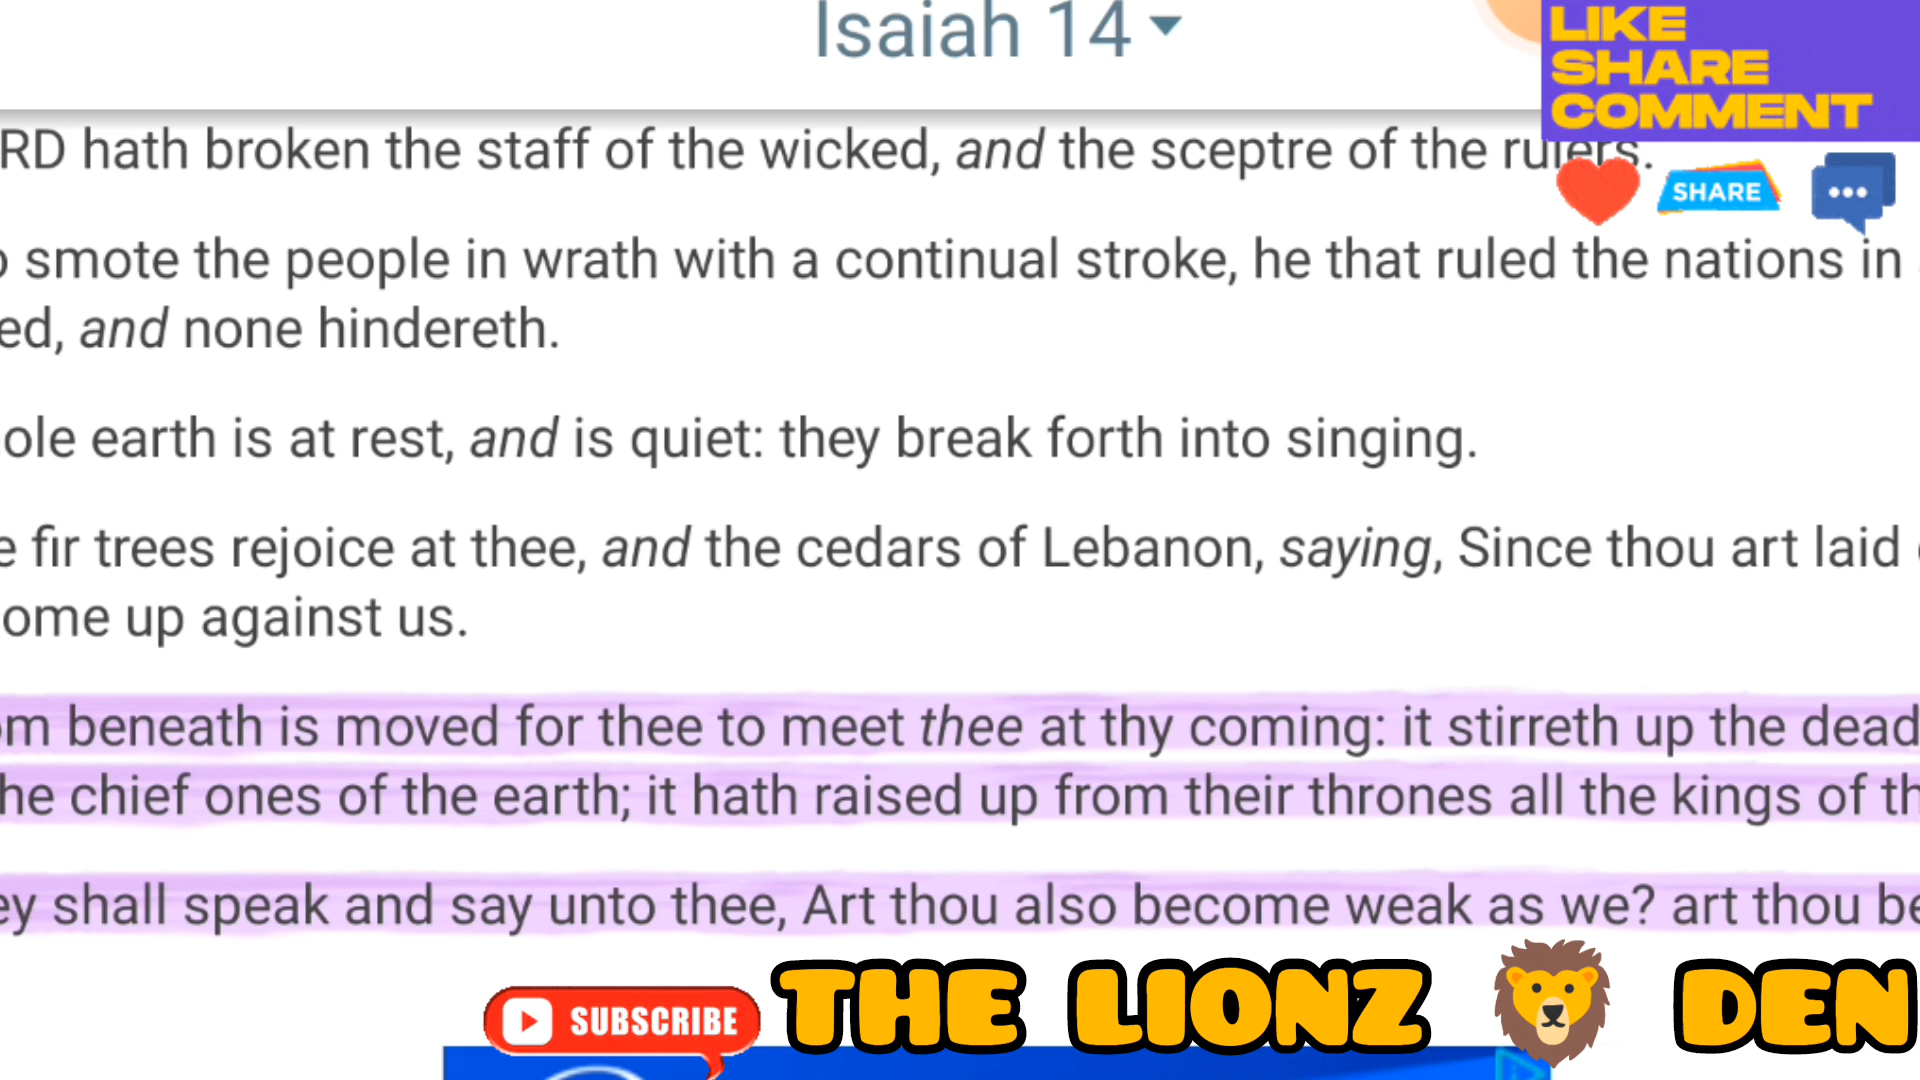 Isaiah 14
LIKE
SHARE
COMMENT
RD hath broken the staff of the wicked, and the sceptre of the rulers.
SHARE
smote the people in wrath with a continual stroke, he that ruled the nations in
ed, and none hindereth.
ole earth is at rest, and is quiet: they break forth into singing.
e fir trees rejoice at thee, and the cedars of Lebanon, saying, Since thou art laid
ome up against us.
om beneath is moved for thee to meet thee at thy coming: it stirreth up the dead
he chief ones of the earth; it hath raised up from their thrones all the kings of th
ey shall speak and say unto thee, Art thou also become weak as we? art thou be
SUBSCRIBE THE LIONZ DEN